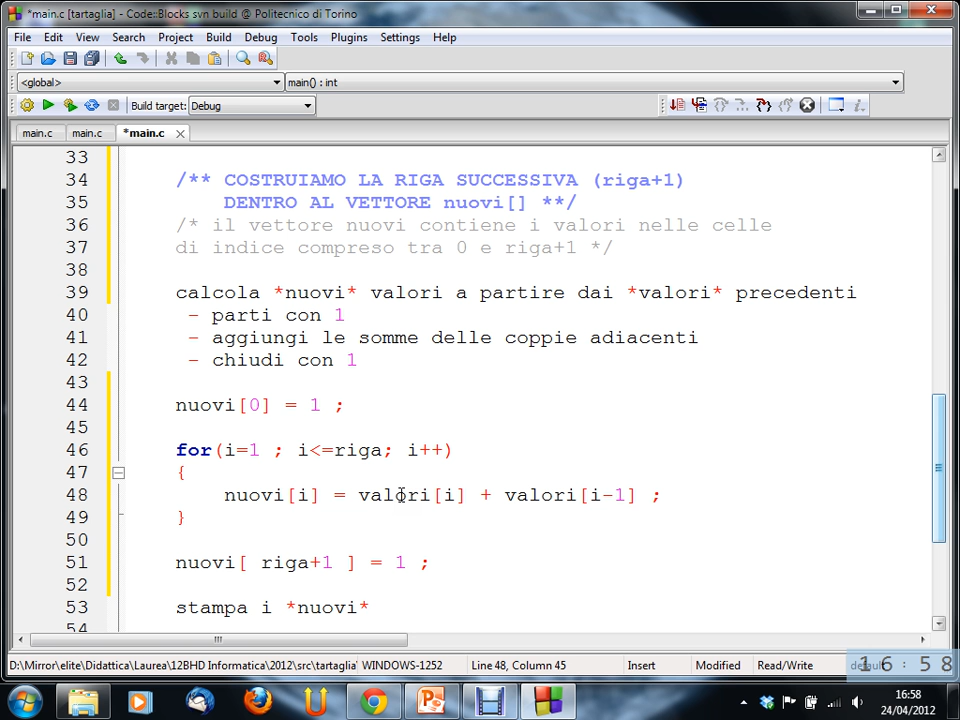 *main.c [tartaglia] - Code::Blocks svn build @ Politecnico di Torino
File Edit View Search Project Build Debug Tools Plugins Settings Help
<global> main() : int
Build target: Debug
main.c main.c *main.c
33
34 /** COSTRUIAMO LA RIGA SUCCESSIVA (riga+1)
35 DENTRO AL VETTORE nuovi[] **/
36 /* il vettore nuovi contiene i valori nelle celle
37 di indice compreso tra 0 e riga+1 */
38
39 calcola *nuovi* valori a partire dai *valori* precedenti
40 - parti con 1
41 - aggiungi le somme delle coppie adiacenti
42 - chiudi con 1
43
44 nuovi[0] = 1 ;
45
46 for(i=1 ; i<=riga; i++)
47 {
48 nuovi[i] = valori[i] + valori[i-1] ;
49 }
50
51 nuovi[ riga+1 ] = 1 ;
52
53 stampa i *nuovi*
54
D:\Mirror\elite\Didattica\Laurea\12BHD Informatica\2012\src\tartaglia\ WINDOWS-1252 Line 48, Column 45 Insert Modified Read/Write default
16:58
16:58
24/04/2012